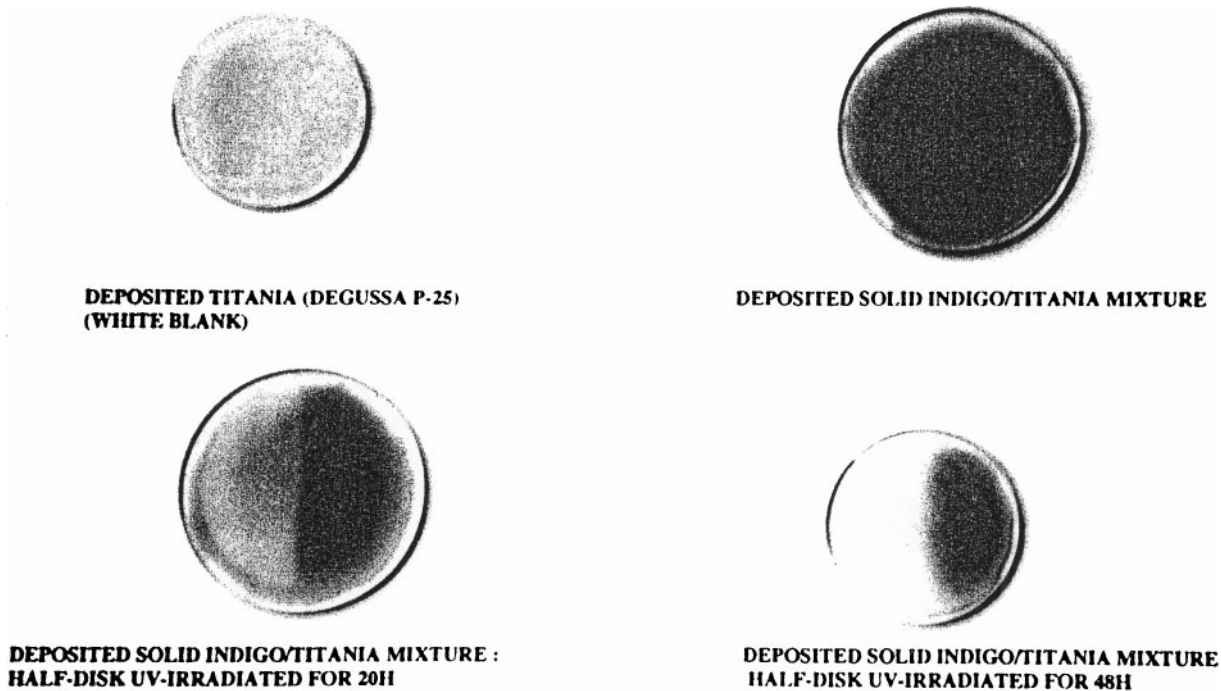 DEPOSITED TITANIA (DEGUSSA P-25)
(WHITE BLANK)
DEPOSITED SOLID INDIGO/TITANIA MIXTURE
DEPOSITED SOLID INDIGO/TITANIA MIXTURE :
HALF-DISK UV-IRRADIATED FOR 20H
DEPOSITED SOLID INDIGO/TITANIA MIXTURE
HALF-DISK UV-IRRADIATED FOR 48H